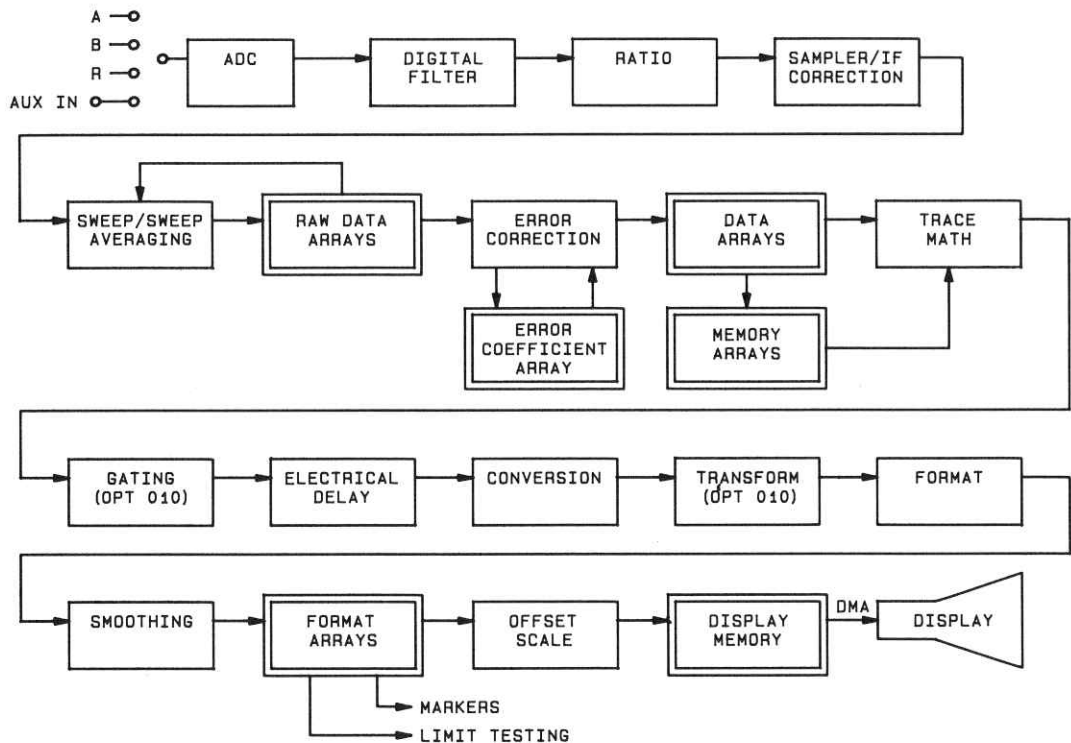 A
B
R
AUX IN
ADC
DIGITAL
FILTER
RATIO
SAMPLER/IF
CORRECTION
SWEEP/SWEEP
AVERAGING
RAW DATA
ARRAYS
ERROR
CORRECTION
DATA
ARRAYS
TRACE
MATH
ERROR
COEFFICIENT
ARRAY
MEMORY
ARRAYS
GATING
(OPT 010)
ELECTRICAL
DELAY
CONVERSION
TRANSFORM
(OPT 010)
FORMAT
SMOOTHING
FORMAT
ARRAYS
OFFSET
SCALE
DISPLAY
MEMORY
DMA
DISPLAY
MARKERS
LIMIT TESTING